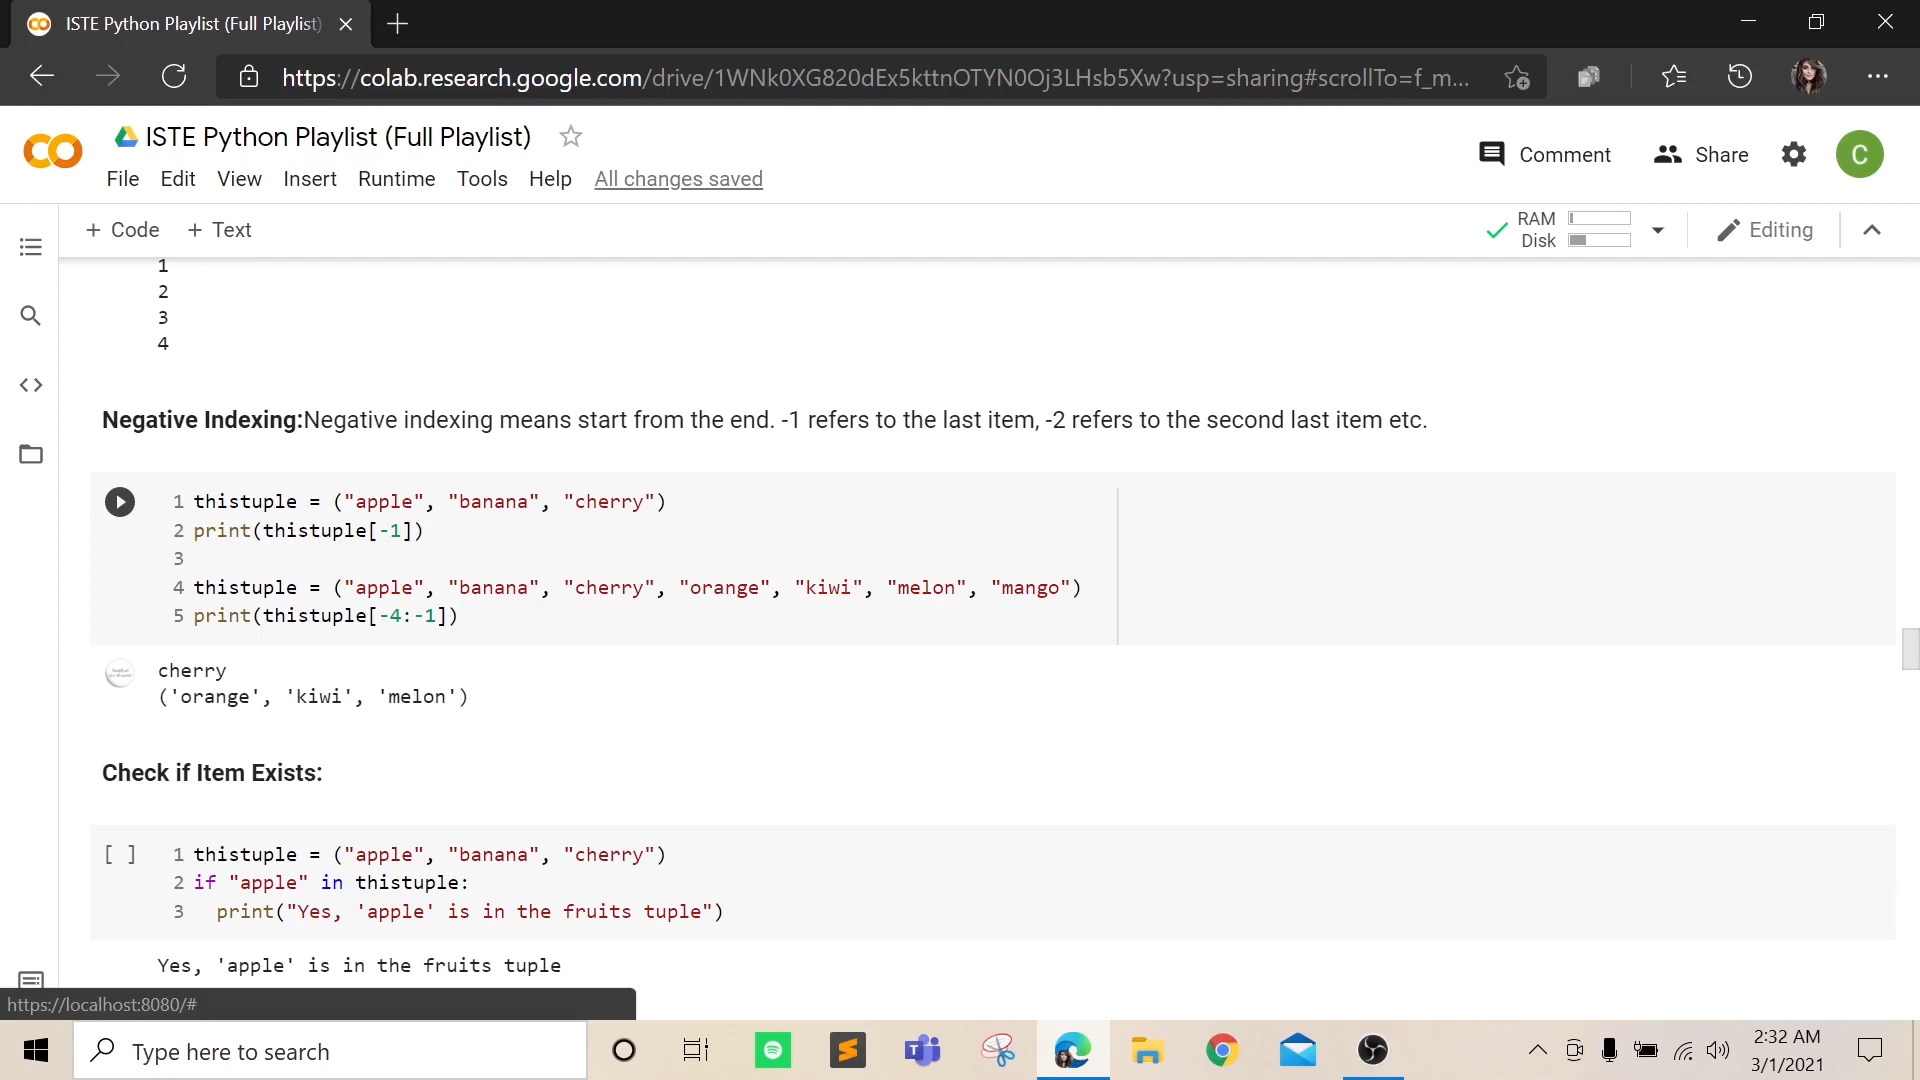 ISTE Python Playlist (Full Playlist)
https://colab.research.google.com/drive/1WNk0XG820dEx5kttnOTYN0Oj3LHsb5Xw?usp=sharing#scrollTo=f_m...
ISTE Python Playlist (Full Playlist)
Comment
Share
C
File Edit View Insert Runtime Tools Help All changes saved
+ Code + Text
RAM
Disk
Editing
1
2
3
4
Negative Indexing:Negative indexing means start from the end. -1 refers to the last item, -2 refers to the second last item etc.
1 thistuple = ("apple", "banana", "cherry")
2 print(thistuple[-1])
3
4 thistuple = ("apple", "banana", "cherry", "orange", "kiwi", "melon", "mango")
5 print(thistuple[-4:-1])
cherry
('orange', 'kiwi', 'melon')
Check if Item Exists:
[ ]
1 thistuple = ("apple", "banana", "cherry")
2 if "apple" in thistuple:
3   print("Yes, 'apple' is in the fruits tuple")
Yes, 'apple' is in the fruits tuple
https://localhost:8080/#
Type here to search
2:32 AM
3/1/2021